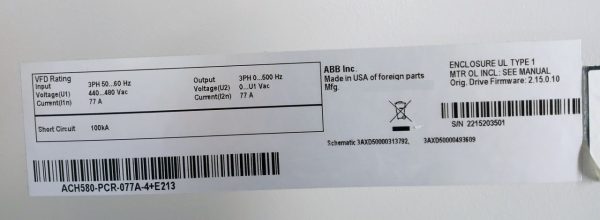 VFD Rating
Input 3PH 50...60 Hz Output 3PH 0...500 Hz
Voltage(U1) 440...480 Vac Voltage(U2) 0...U1 Vac
Current(I1n) 77 A Current(I2n) 77 A
Short Circuit 100kA
ACH580-PCR-077A-4+E213
ABB Inc.
Made in USA of foreign parts
Mfg.
Schematic 3AXD50000313792, 3AXD50000493609
ENCLOSURE UL TYPE 1
MTR OL INCL: SEE MANUAL
Orig. Drive Firmware: 2.15.0.10
S/N 2215203501